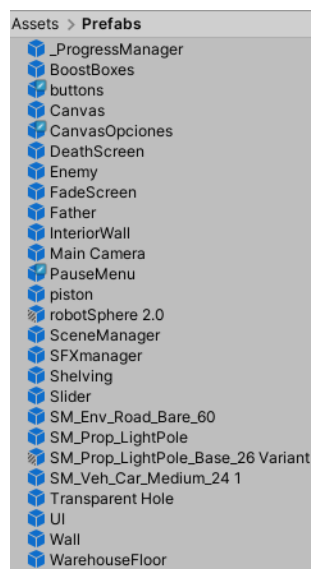 Assets > Prefabs
_ProgressManager
BoostBoxes
buttons
Canvas
CanvasOpciones
DeathScreen
Enemy
FadeScreen
Father
InteriorWall
Main Camera
PauseMenu
piston
robotSphere 2.0
SceneManager
SFXmanager
Shelving
Slider
SM_Env_Road_Bare_60
SM_Prop_LightPole
SM_Prop_LightPole_Base_26 Variant
SM_Veh_Car_Medium_24 1
Transparent Hole
UI
Wall
WarehouseFloor